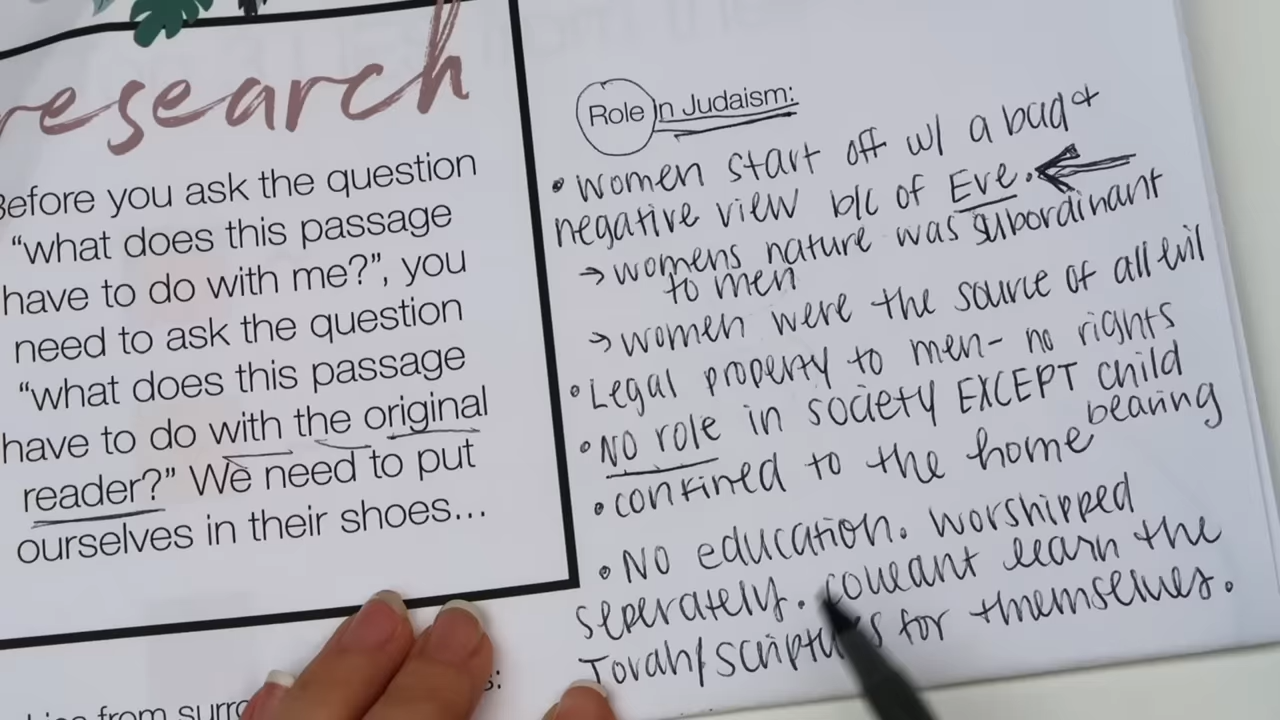 research
Before you ask the question
“what does this passage
have to do with me?”, you
need to ask the question
“what does this passage
have to do with the original
reader?” We need to put
ourselves in their shoes...
from
Role in Judaism:
• women start off w/ a bad +
negative view b/c of Eve.
→ womens nature was subordinant
to men
→ women were the source of all evil
• Legal property to men- no rights
• NO role in society EXCEPT child
bearing
• confined to the home
• NO education. worshipped
seperately. couldnt learn the
Torah/scriptures for themselves.